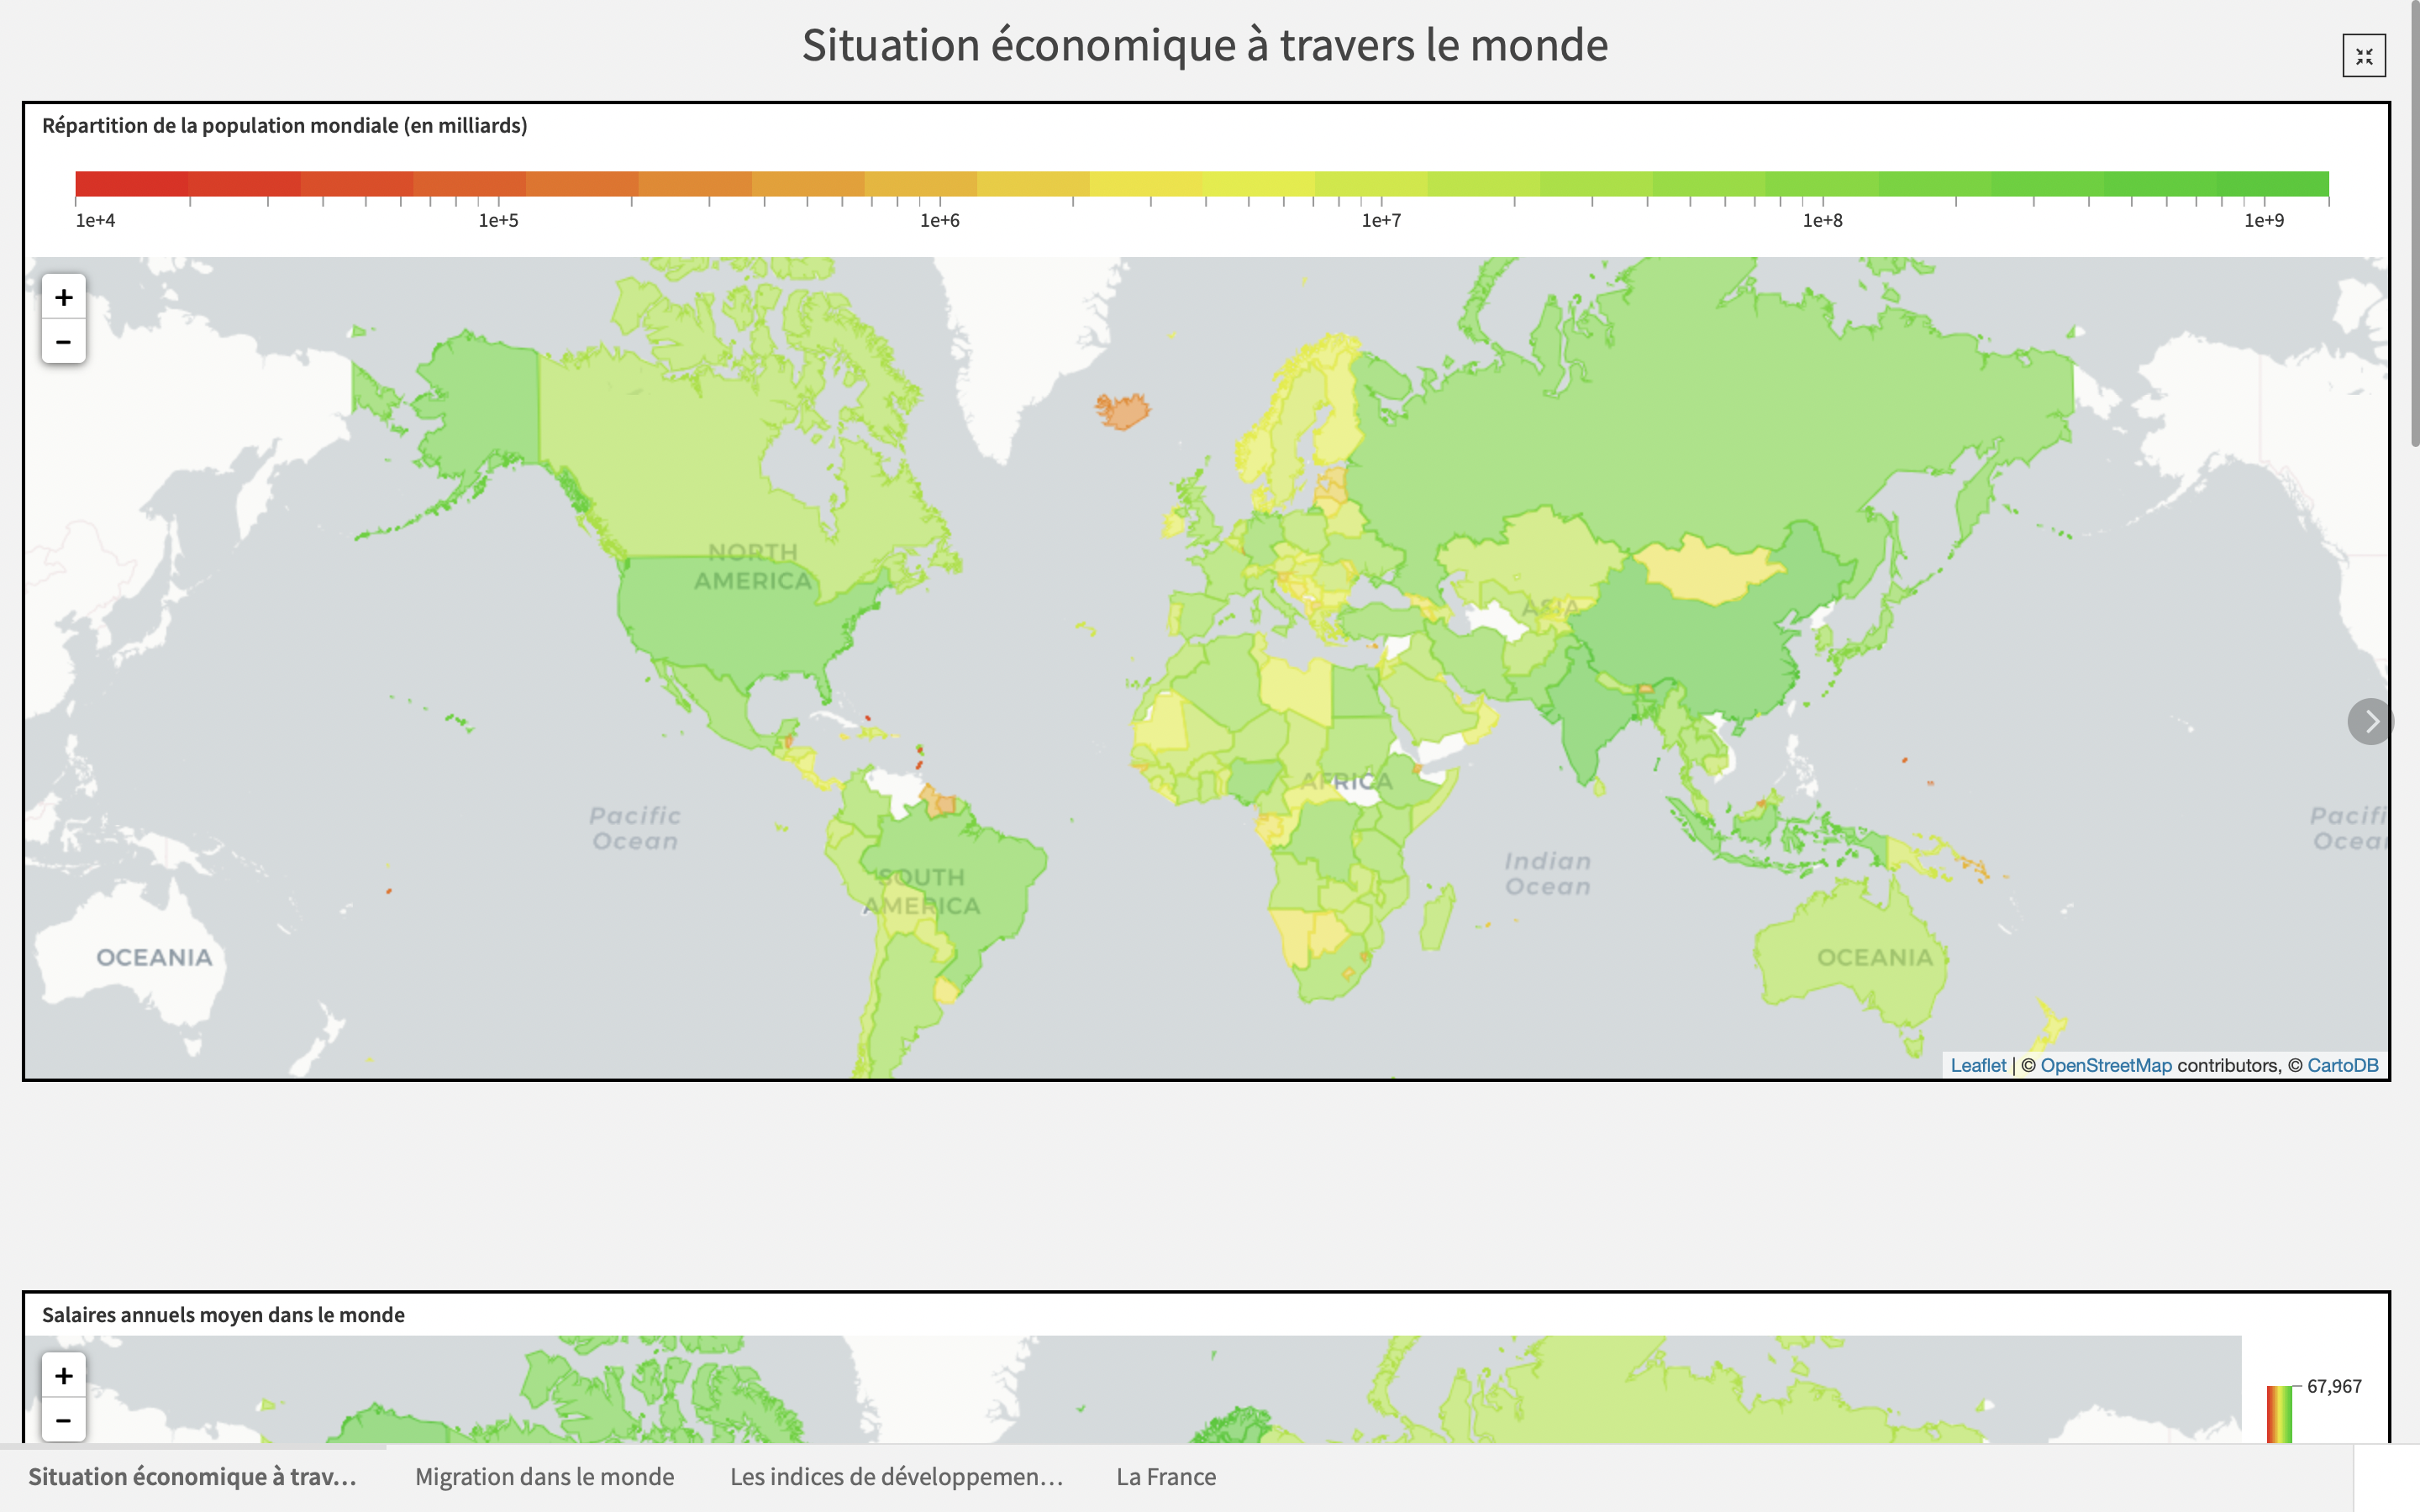 Situation économique à travers le monde
Répartition de la population mondiale (en milliards)
1e+4 1e+5 1e+6 1e+7 1e+8 1e+9
+
−
NORTH
AMERICA
ASIA
AFRICA
Pacific
Ocean
SOUTH
AMERICA
Indian
Ocean
Pacifi
Ocea
OCEANIA
OCEANIA
Leaflet | © OpenStreetMap contributors, © CartoDB
Salaires annuels moyen dans le monde
+
−
67,967
Situation économique à trav... Migration dans le monde Les indices de développemen... La France